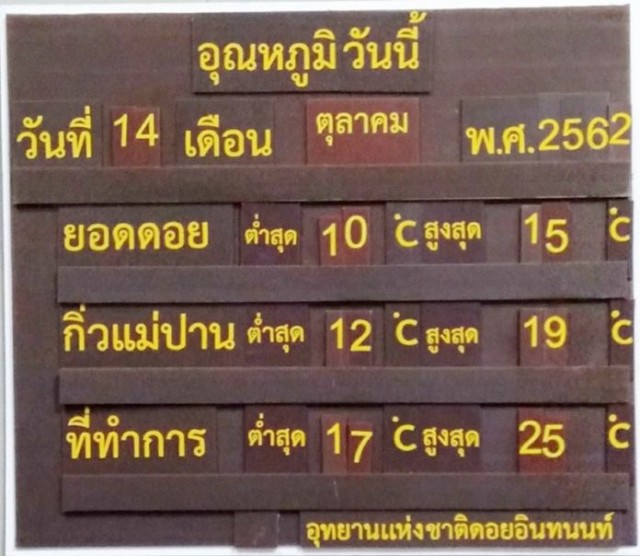 อุณหภูมิ วันนี้
วันที่ 14 เดือน ตุลาคม พ.ศ.2562
ยอดดอย ต่ำสุด 10 °C สูงสุด 15 °C
กิ่วแม่ปาน ต่ำสุด 12 °C สูงสุด 19 °C
ที่ทำการ ต่ำสุด 17 °C สูงสุด 25 °C
อุทยานแห่งชาติดอยอินทนนท์